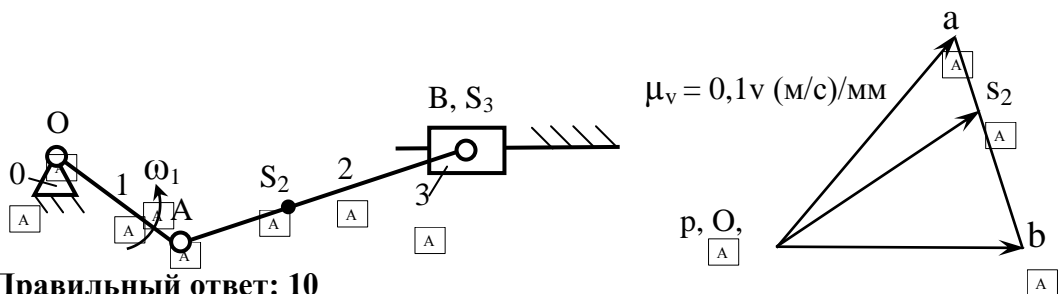 a
A
μv = 0,1v (м/с)/мм
s2
A
B, S3
O
A
0
1
ω1
S2
2
3
A
A
A
A
A
A
A
A
p, O,
A
b
A
Правильный ответ: 10